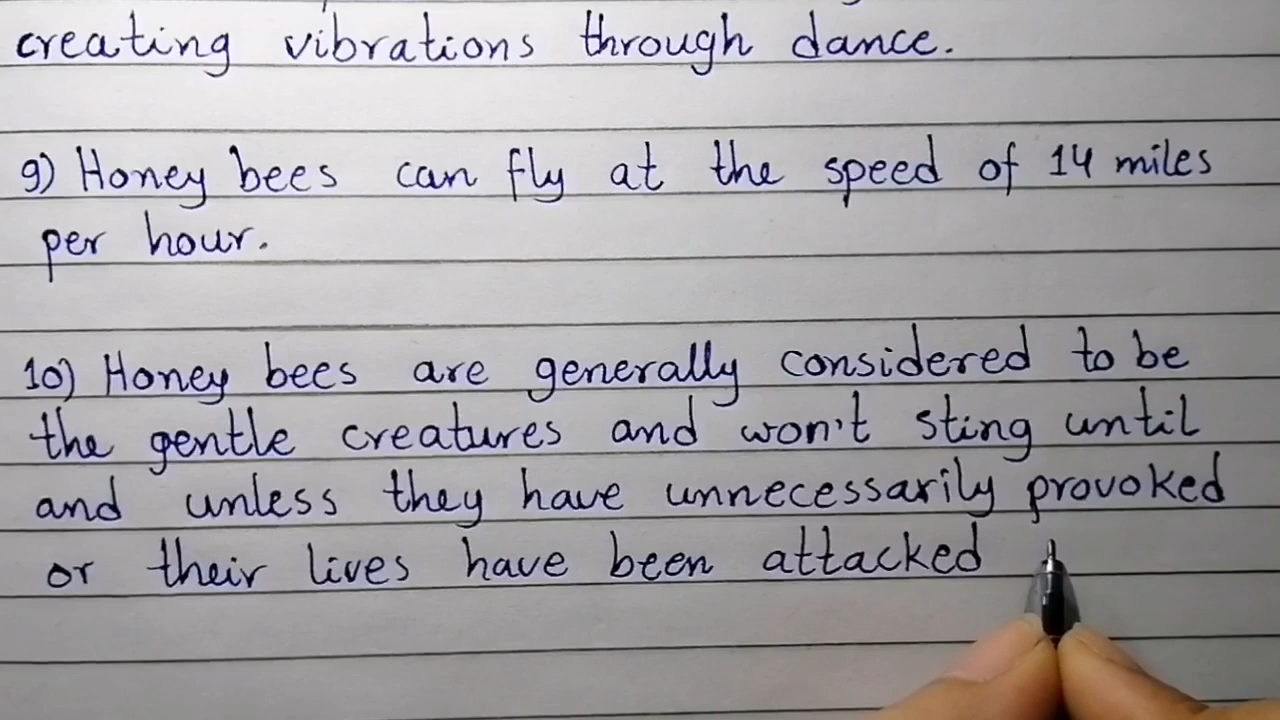 creating vibrations through dance.
9) Honey bees can fly at the speed of 14 miles
per hour.
10) Honey bees are generally considered to be
the gentle creatures and won't sting until
and unless they have unnecessarily provoked
or their lives have been attacked